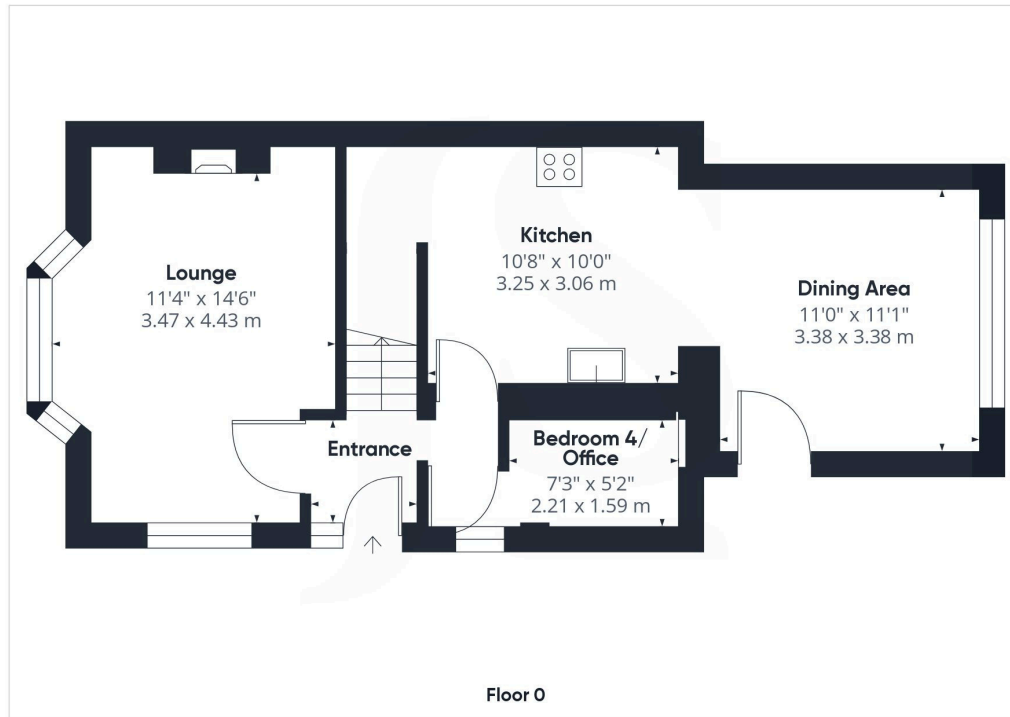 Lounge
11'4" x 14'6"
3.47 x 4.43 m
Kitchen
10'8" x 10'0"
3.25 x 3.06 m
Dining Area
11'0" x 11'1"
3.38 x 3.38 m
Entrance
Bedroom 4/
Office
7'3" x 5'2"
2.21 x 1.59 m
Floor 0